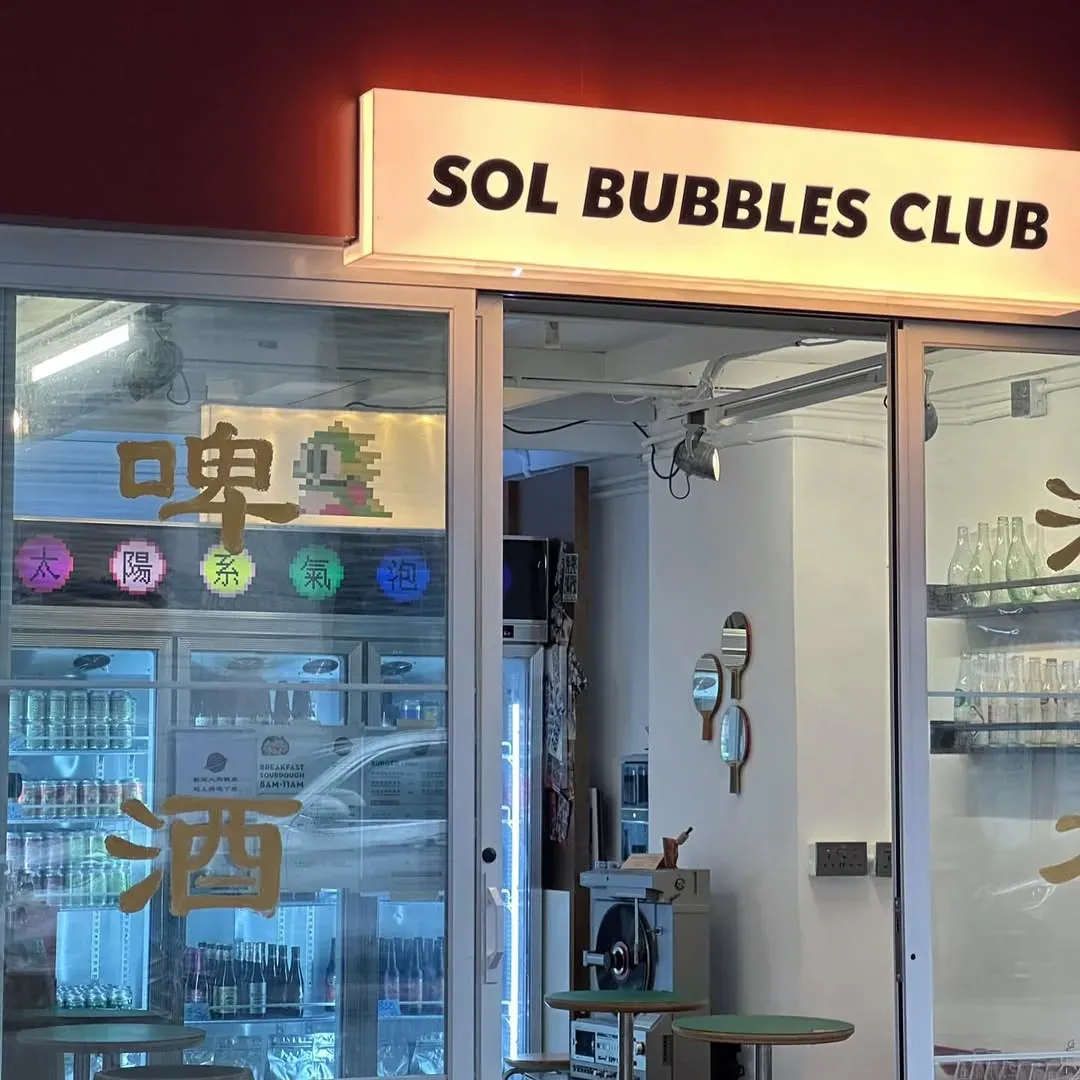 SOL BUBBLES CLUB
啤酒
太陽系氣泡
BREAKFAST
SOURDOUGH
8AM-11AM